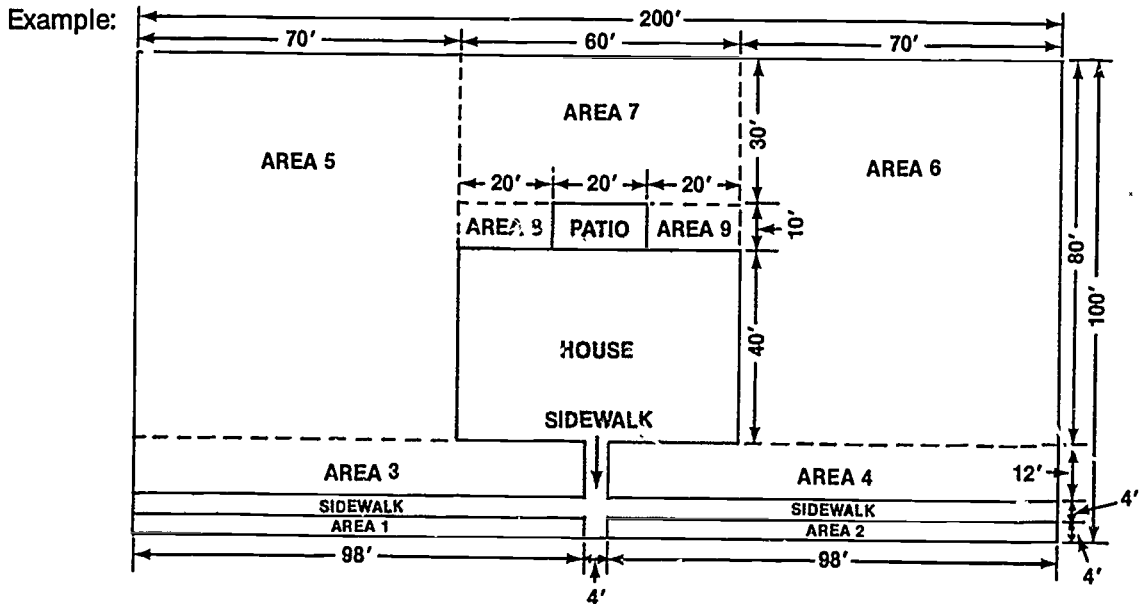 Example:
200'
70' 60' 70'
AREA 7
AREA 5
AREA 6
30'
20' 20' 20'
AREA 8 PATIO AREA 9
10'
80'
100'
HOUSE
40'
SIDEWALK
AREA 3
AREA 4
12'
SIDEWALK
SIDEWALK
4'
AREA 1
AREA 2
98'
98'
4'
4'